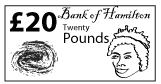 £20 Bank of Hamilton
Twenty
Pounds